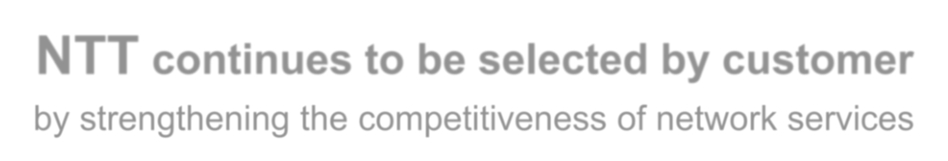 NTT continues to be selected by customer
by strengthening the competitiveness of network services